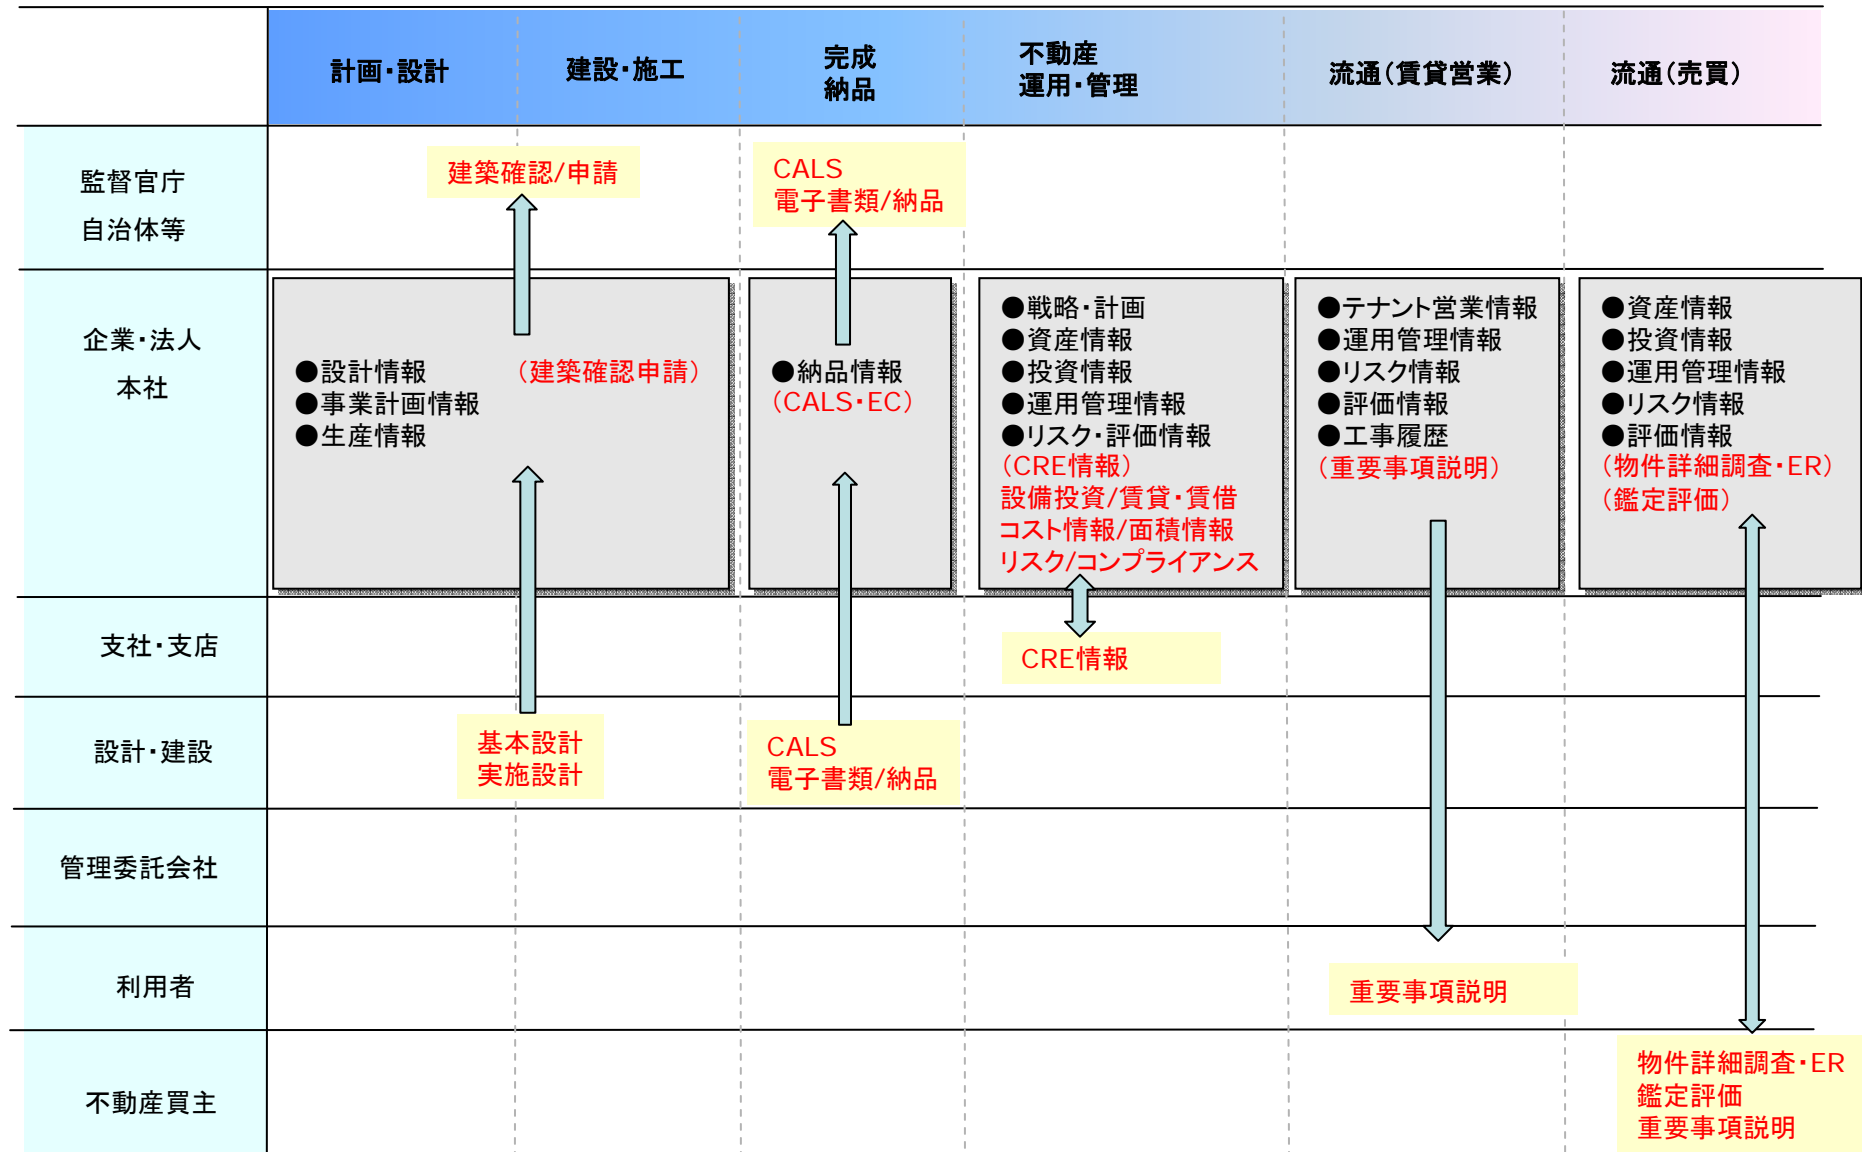 計画・設計
建設・施工
完成
納品
不動産
運用・管理
流通（賃貸営業）
流通（売買）
監督官庁
自治体等
建築確認/申請
CALS
電子書類/納品
企業・法人
本社
●設計情報
●事業計画情報
●生産情報
（建築確認申請）
●納品情報
（CALS・EC）
●戦略・計画
●資産情報
●投資情報
●運用管理情報
●リスク・評価情報
（CRE情報）
設備投資/賃貸・賃借
コスト情報/面積情報
リスク/コンプライアンス
●テナント営業情報
●運用管理情報
●リスク情報
●評価情報
●工事履歴
（重要事項説明）
●資産情報
●投資情報
●運用管理情報
●リスク情報
●評価情報
（物件詳細調査・ER）
（鑑定評価）
支社・支店
CRE情報
設計・建設
基本設計
実施設計
CALS
電子書類/納品
管理委託会社
利用者
重要事項説明
不動産買主
物件詳細調査・ER
鑑定評価
重要事項説明